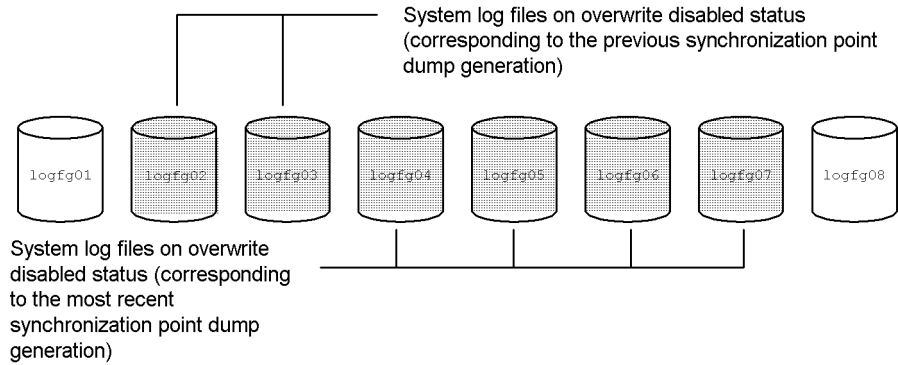 System log files on overwrite disabled status
(corresponding to the previous synchronization point
dump generation)
logfg01
logfg02
logfg03
logfg04
logfg05
logfg06
logfg07
logfg08
System log files on overwrite
disabled status (corresponding
to the most recent
synchronization point dump
generation)